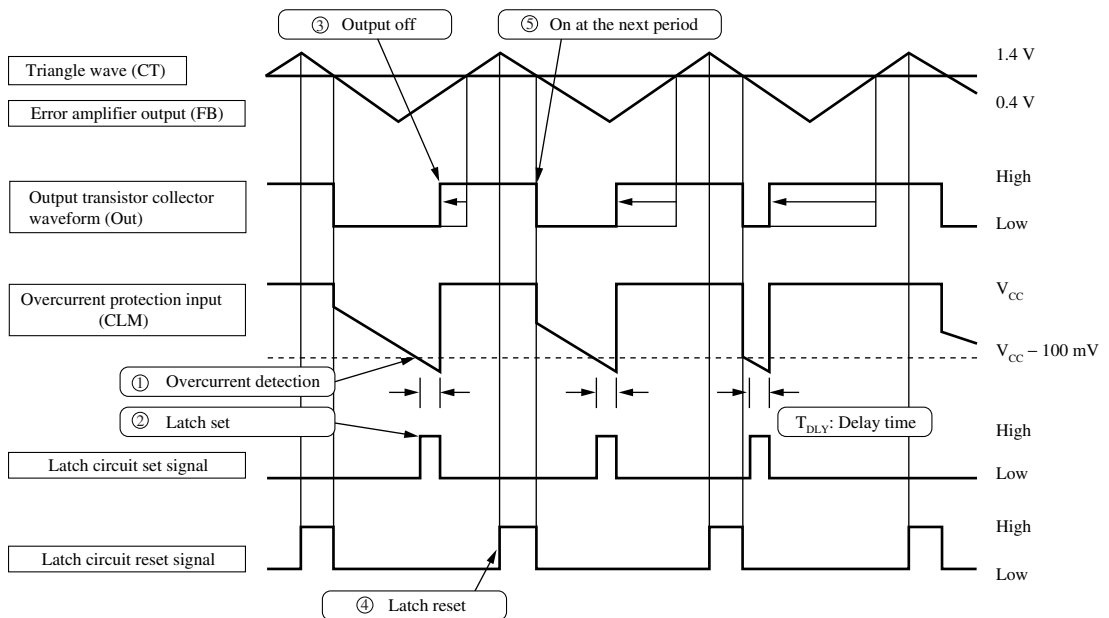 ③ Output off
⑤ On at the next period
Triangle wave (CT)
1.4 V
Error amplifier output (FB)
0.4 V
Output transistor collector
waveform (Out)
High
Low
Overcurrent protection input
(CLM)
VCC
VCC – 100 mV
① Overcurrent detection
② Latch set
TDLY: Delay time
Latch circuit set signal
High
Low
Latch circuit reset signal
High
Low
④ Latch reset